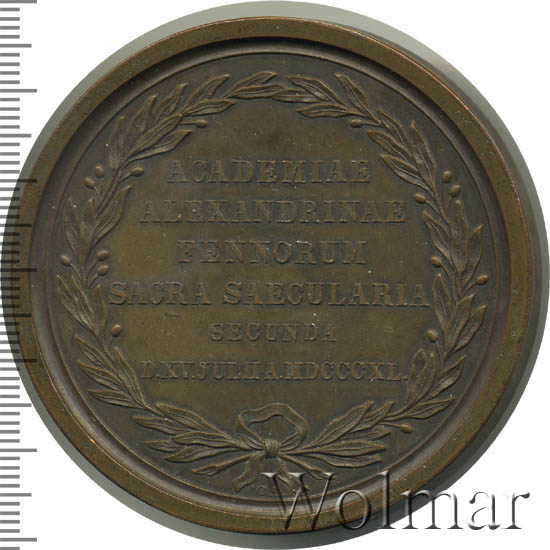 ACADEMIAE
ALEXANDRINAE
FENNORUM
SACRA SAECULARIA
SECUNDA
D.XV.JULII A.MDCCCXL.
Wolmar